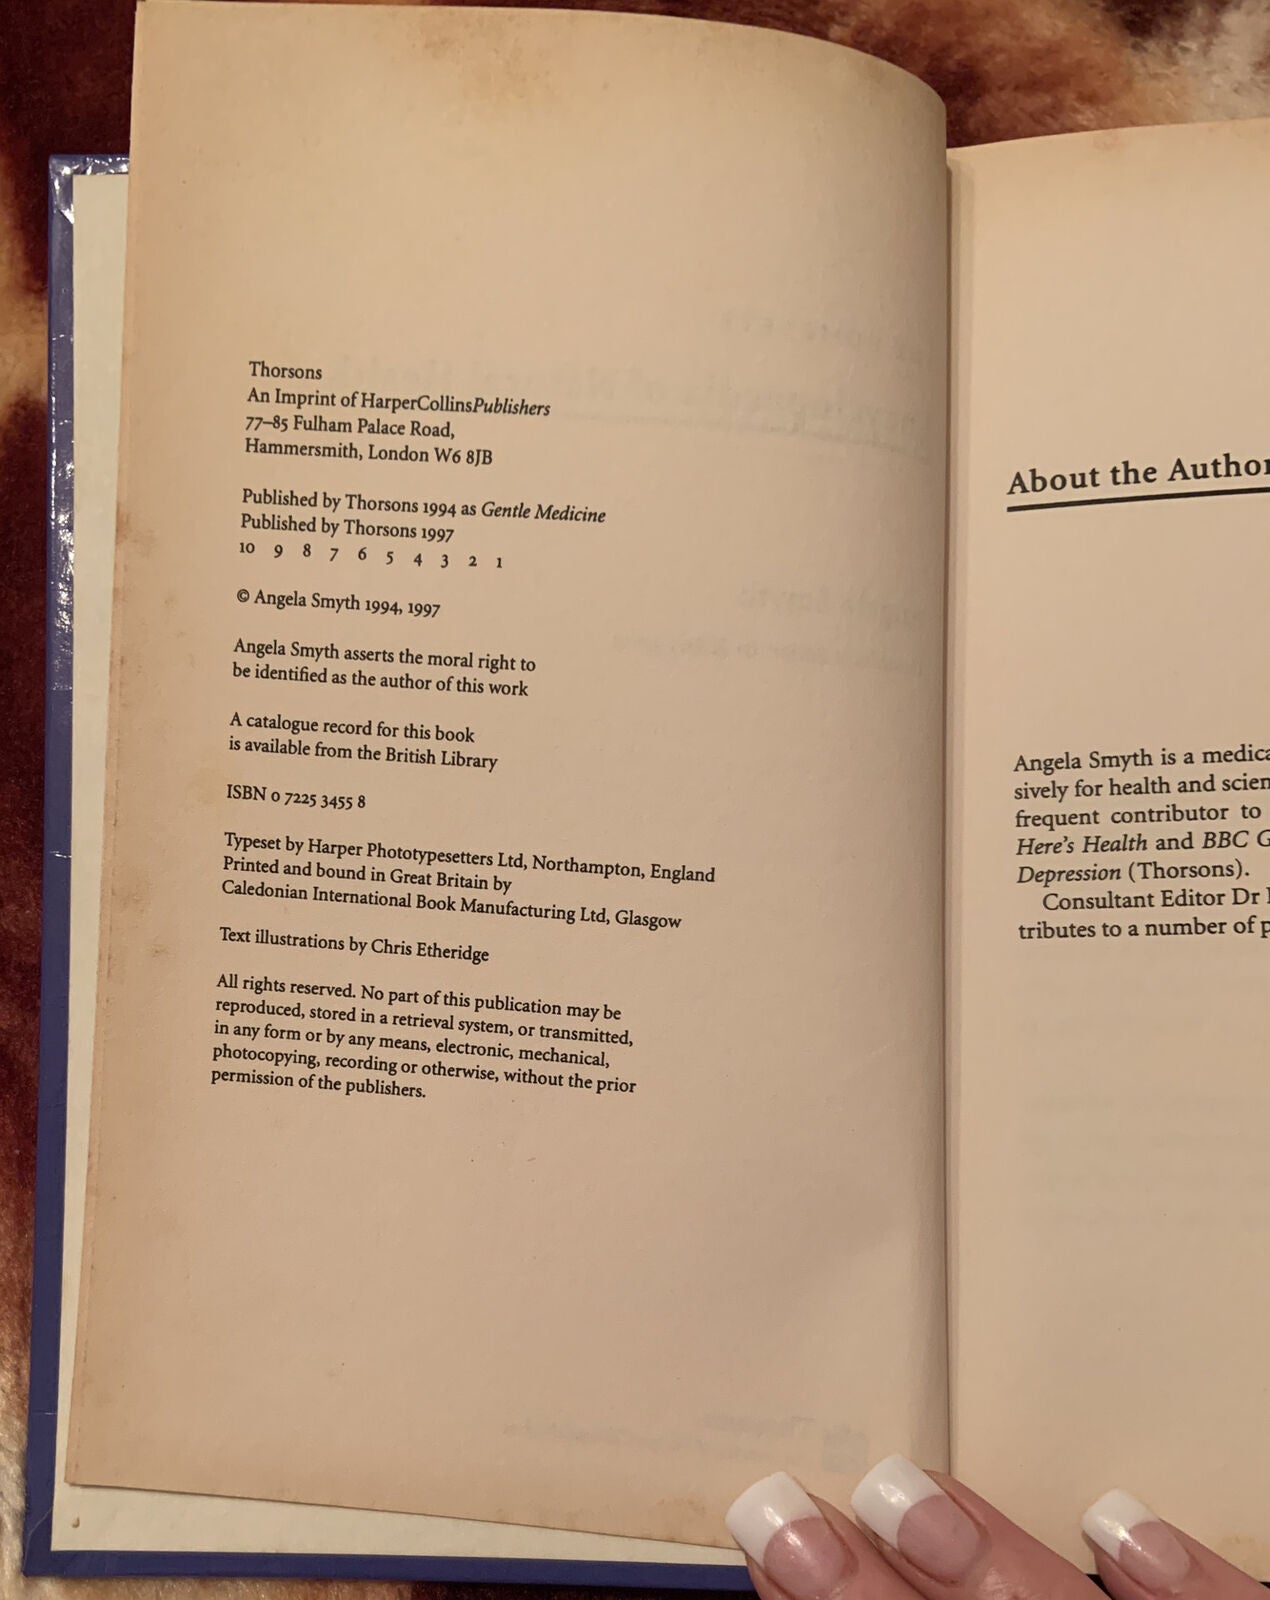 Thorsons
An Imprint of HarperCollinsPublishers
77–85 Fulham Palace Road,
Hammersmith, London W6 8JB
Published by Thorsons 1994 as Gentle Medicine
Published by Thorsons 1997
10 9 8 7 6 5 4 3 2 1
© Angela Smyth 1994, 1997
Angela Smyth asserts the moral right to
be identified as the author of this work
A catalogue record for this book
is available from the British Library
ISBN 0 7225 3455 8
Typeset by Harper Phototypesetters Ltd, Northampton, England
Printed and bound in Great Britain by
Caledonian International Book Manufacturing Ltd, Glasgow
Text illustrations by Chris Etheridge
All rights reserved. No part of this publication may be
reproduced, stored in a retrieval system, or transmitted,
in any form or by any means, electronic, mechanical,
photocopying, recording or otherwise, without the prior
permission of the publishers.
About the Author
Angela Smyth is a medica
sively for health and scien
frequent contributor to
Here's Health and BBC G
Depression (Thorsons).
Consultant Editor Dr
tributes to a number of p